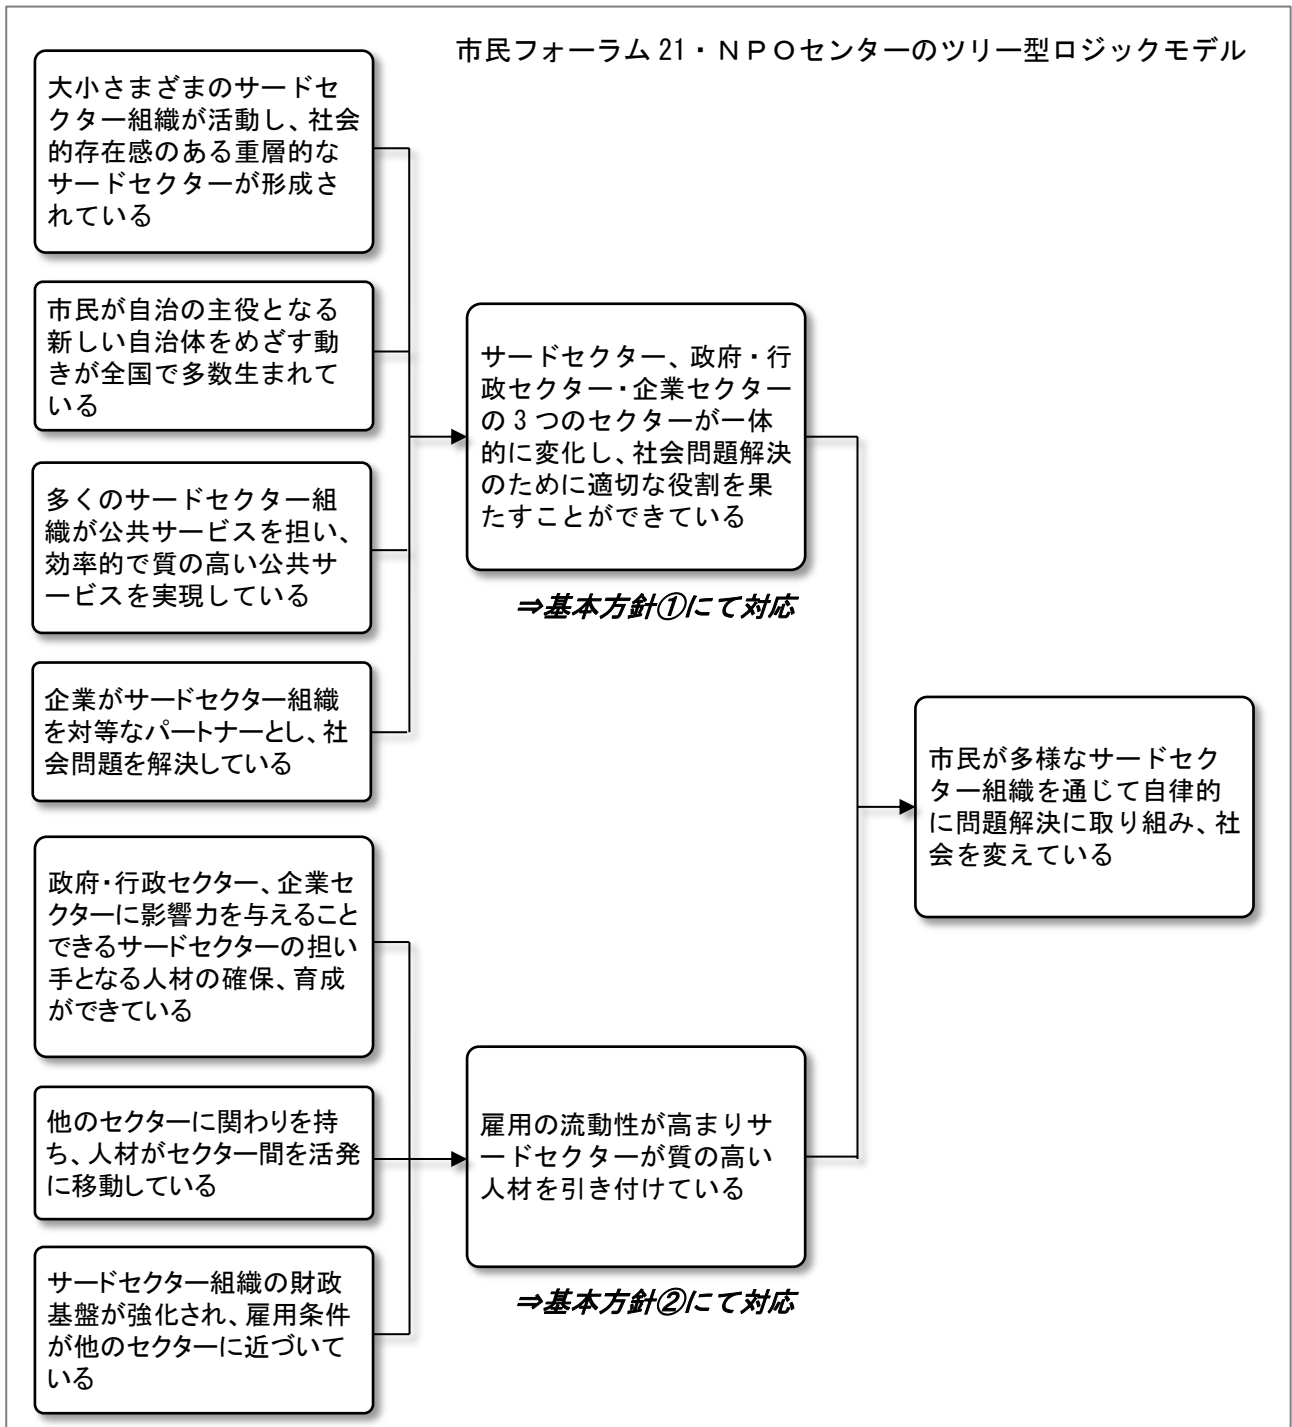 市民フォーラム 21・ＮＰＯセンターのツリー型ロジックモデル
大小さまざまのサードセ
クター組織が活動し、社会
的存在感のある重層的な
サードセクターが形成さ
れている
市民が自治の主役となる
新しい自治体をめざす動
きが全国で多数生まれて
いる
多くのサードセクター組
織が公共サービスを担い、
効率的で質の高い公共サ
ービスを実現している
企業がサードセクター組織
を対等なパートナーとし、社
会問題を解決している
サードセクター、政府・行
政セクター・企業セクター
の 3 つのセクターが一体
的に変化し、社会問題解決
のために適切な役割を果
たすことができている
⇒基本方針①にて対応
政府・行政セクター、企業セ
クターに影響力を与えること
できるサードセクターの担い
手となる人材の確保、育成
ができている
他のセクターに関わりを持
ち、人材がセクター間を活発
に移動している
サードセクター組織の財政
基盤が強化され、雇用条件
が他のセクターに近づいて
いる
雇用の流動性が高まりサ
ードセクターが質の高い
人材を引き付けている
⇒基本方針②にて対応
市民が多様なサードセク
ター組織を通じて自律的
に問題解決に取り組み、社
会を変えている